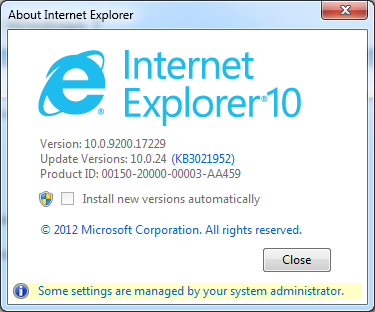 About Internet Explorer
Internet
Explorer®10
Version: 10.0.9200.17229
Update Versions: 10.0.24 (KB3021952)
Product ID: 00150-20000-00003-AA459
Install new versions automatically
© 2012 Microsoft Corporation. All rights reserved.
Close
Some settings are managed by your system administrator.